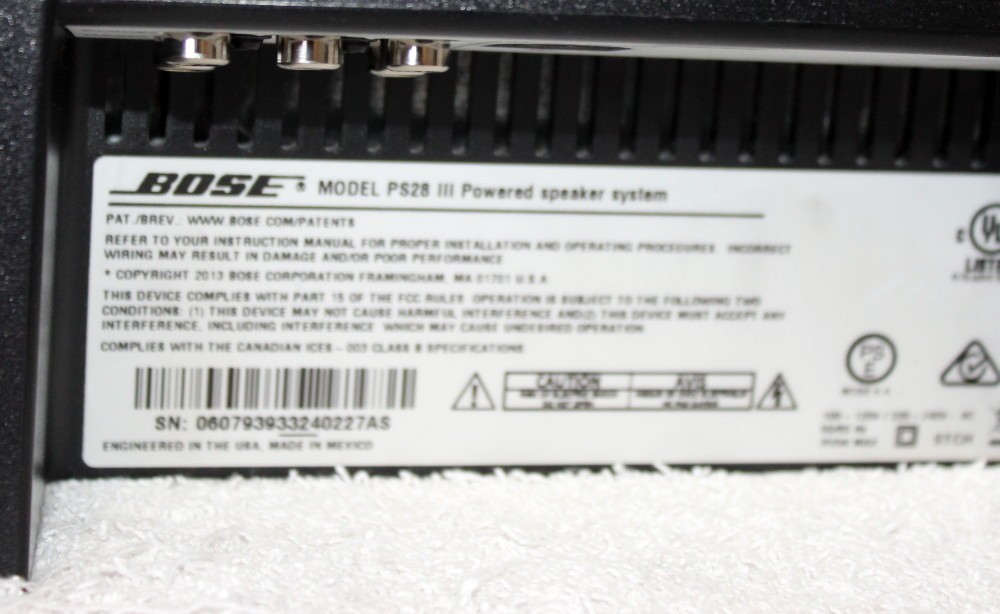 BOSE ® MODEL PS28 III Powered speaker system
PAT./BREV.: WWW.BOSE.COM/PATENTS
REFER TO YOUR INSTRUCTION MANUAL FOR PROPER INSTALLATION AND OPERATING PROCEDURES. INCORRECT
WIRING MAY RESULT IN DAMAGE AND/OR POOR PERFORMANCE
* COPYRIGHT 2013 BOSE CORPORATION FRAMINGHAM, MA 01701 U.S.A.
THIS DEVICE COMPLIES WITH PART 15 OF THE FCC RULES. OPERATION IS SUBJECT TO THE FOLLOWING TWO
CONDITIONS: (1) THIS DEVICE MAY NOT CAUSE HARMFUL INTERFERENCE AND(2) THIS DEVICE MUST ACCEPT ANY
INTERFERENCE, INCLUDING INTERFERENCE WHICH MAY CAUSE UNDESIRED OPERATION
COMPLIES WITH THE CANADIAN ICES-003 CLASS B SPECIFICATIONS
CAUTION AVIS
SN: 060793933240227AS
ENGINEERED IN THE USA, MADE IN MEXICO
C UL
LISTED
PSE